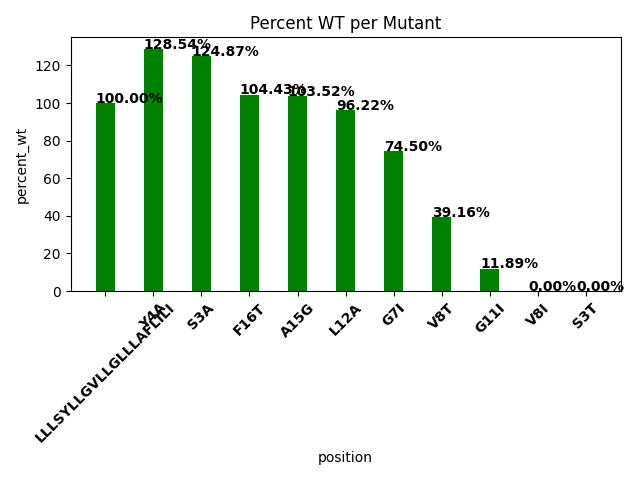 Percent WT per Mutant
percent_wt
120
100
80
60
40
20
0
100.00%
128.54%
124.87%
104.43%
103.52%
96.22%
74.50%
39.16%
11.89%
0.00%
0.00%
LLLSYLLGVLLGLLLAFLILI
Y4A
S3A
F16T
A15G
L12A
G7I
V8T
G11I
V8I
S3T
position